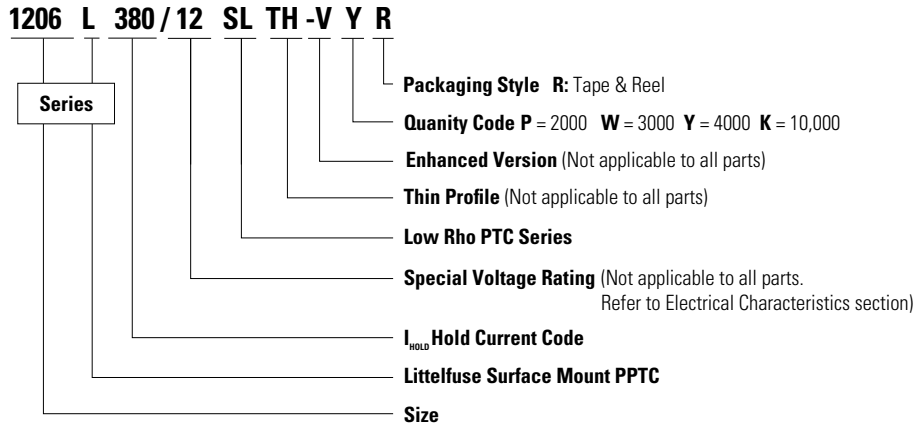 1206 L 380 / 12 SL TH -V Y R
Series
Packaging Style R: Tape & Reel
Quanity Code P = 2000 W = 3000 Y = 4000 K = 10,000
Enhanced Version (Not applicable to all parts)
Thin Profile (Not applicable to all parts)
Low Rho PTC Series
Special Voltage Rating (Not applicable to all parts.
Refer to Electrical Characteristics section)
IHOLD Hold Current Code
Littelfuse Surface Mount PPTC
Size